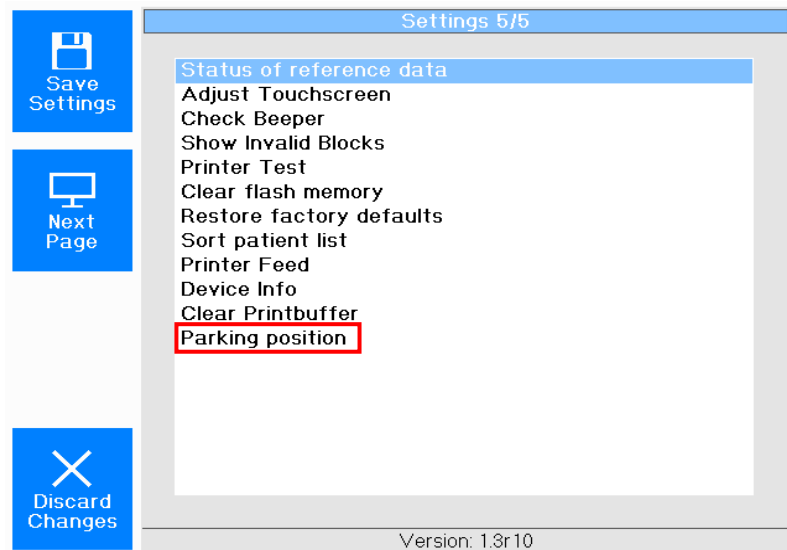 Settings 5/5
Save
Settings
Next
Page
Discard
Changes
Status of reference data
Adjust Touchscreen
Check Beeper
Show Invalid Blocks
Printer Test
Clear flash memory
Restore factory defaults
Sort patient list
Printer Feed
Device Info
Clear Printbuffer
Parking position
Version: 1.3r10